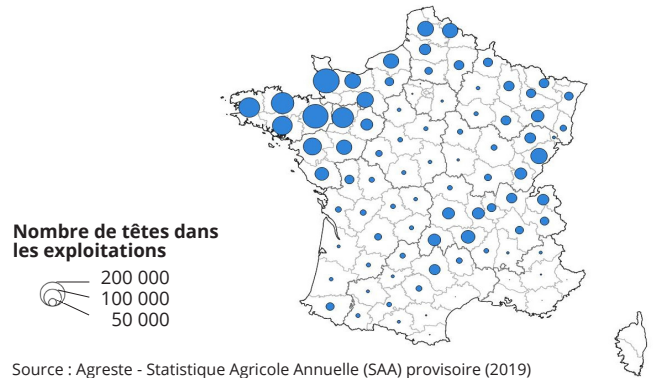 Nombre de têtes dans
les exploitations
200 000
100 000
50 000
Source : Agreste - Statistique Agricole Annuelle (SAA) provisoire (2019)